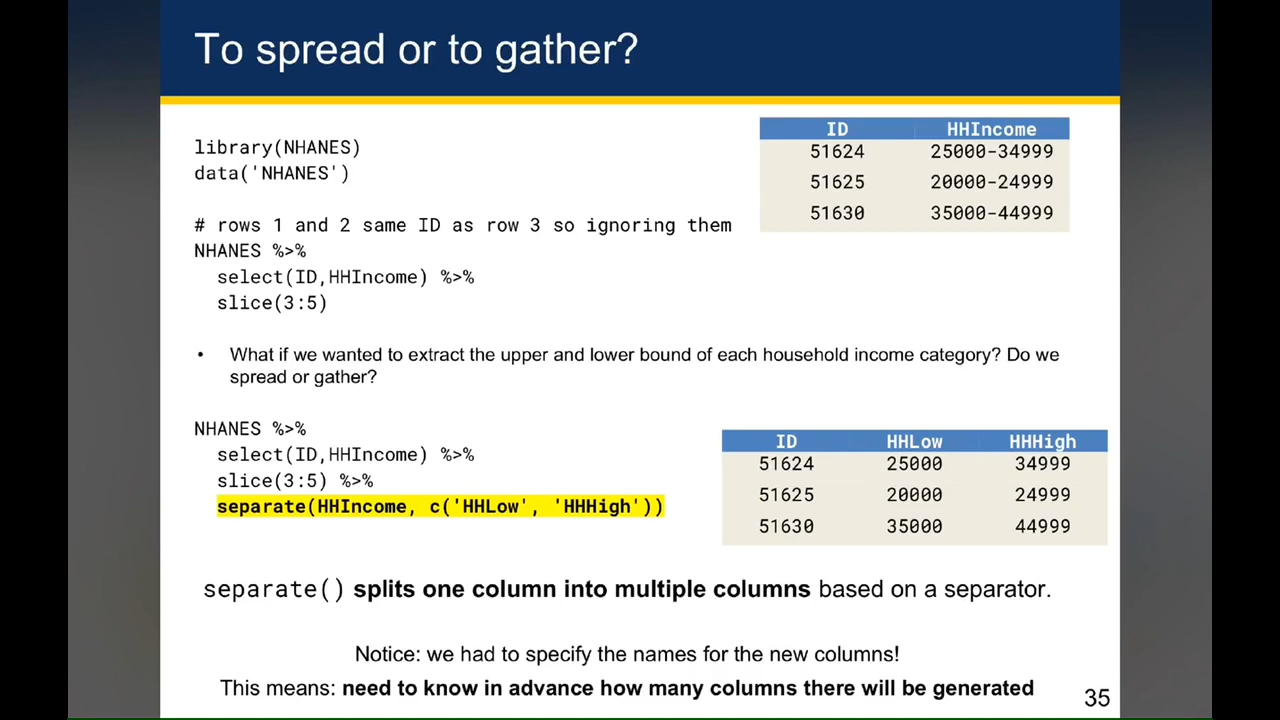 To spread or to gather?
library(NHANES)
data('NHANES')
# rows 1 and 2 same ID as row 3 so ignoring them
NHANES %>%
select(ID,HHIncome) %>%
slice(3:5)
ID HHIncome
51624 25000-34999
51625 20000-24999
51630 35000-44999
• What if we wanted to extract the upper and lower bound of each household income category? Do we
spread or gather?
NHANES %>%
select(ID,HHIncome) %>%
slice(3:5) %>%
separate(HHIncome, c('HHLow', 'HHHigh'))
ID HHLow HHHigh
51624 25000 34999
51625 20000 24999
51630 35000 44999
separate() splits one column into multiple columns based on a separator.
Notice: we had to specify the names for the new columns!
This means: need to know in advance how many columns there will be generated
35